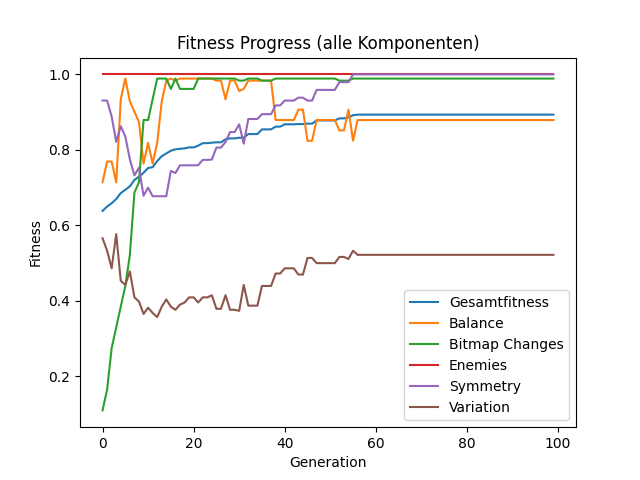 Fitness Progress (alle Komponenten)
1.0
0.8
0.6
0.4
0.2
Fitness
0
20
40
60
80
100
Generation
Gesamtfitness
Balance
Bitmap Changes
Enemies
Symmetry
Variation